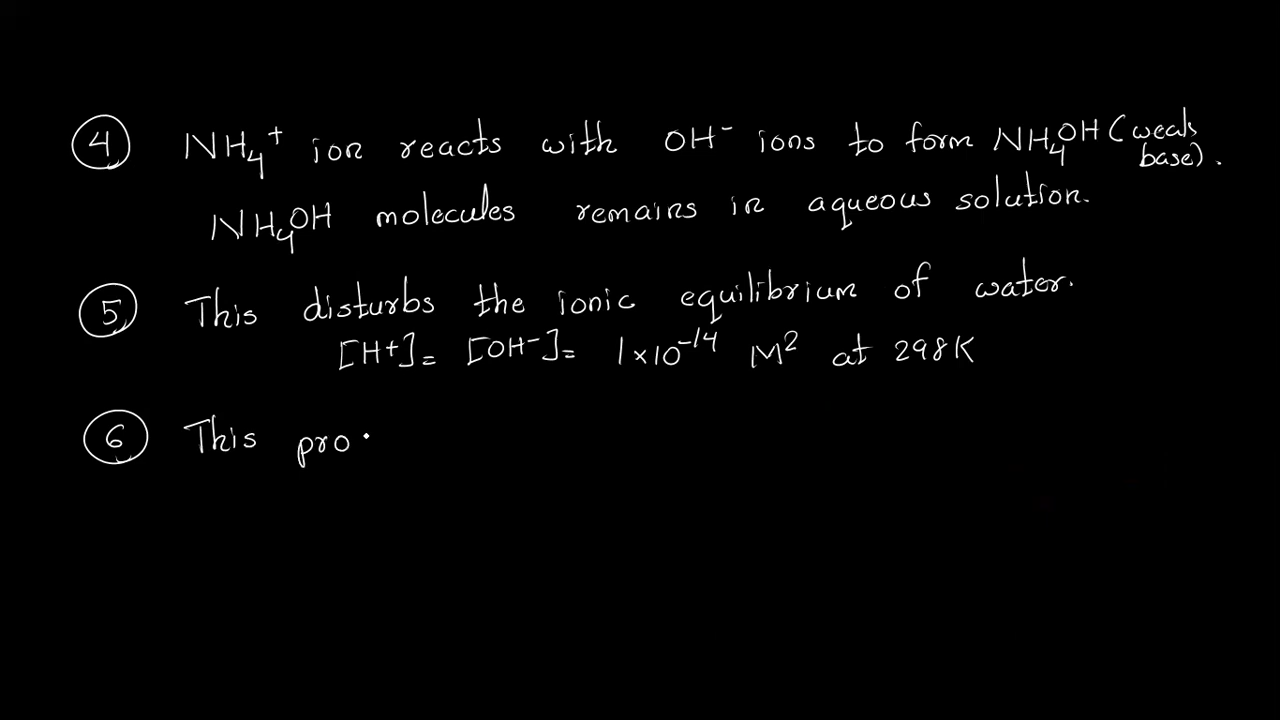 ④ NH₄⁺ ion reacts with OH⁻ ions to form NH₄OH (weak base).
NH₄OH molecules remains in aqueous solution.
⑤ This disturbs the ionic equilibrium of water.
[H⁺] = [OH⁻] = 1×10⁻¹⁴ M² at 298K
⑥ This pro